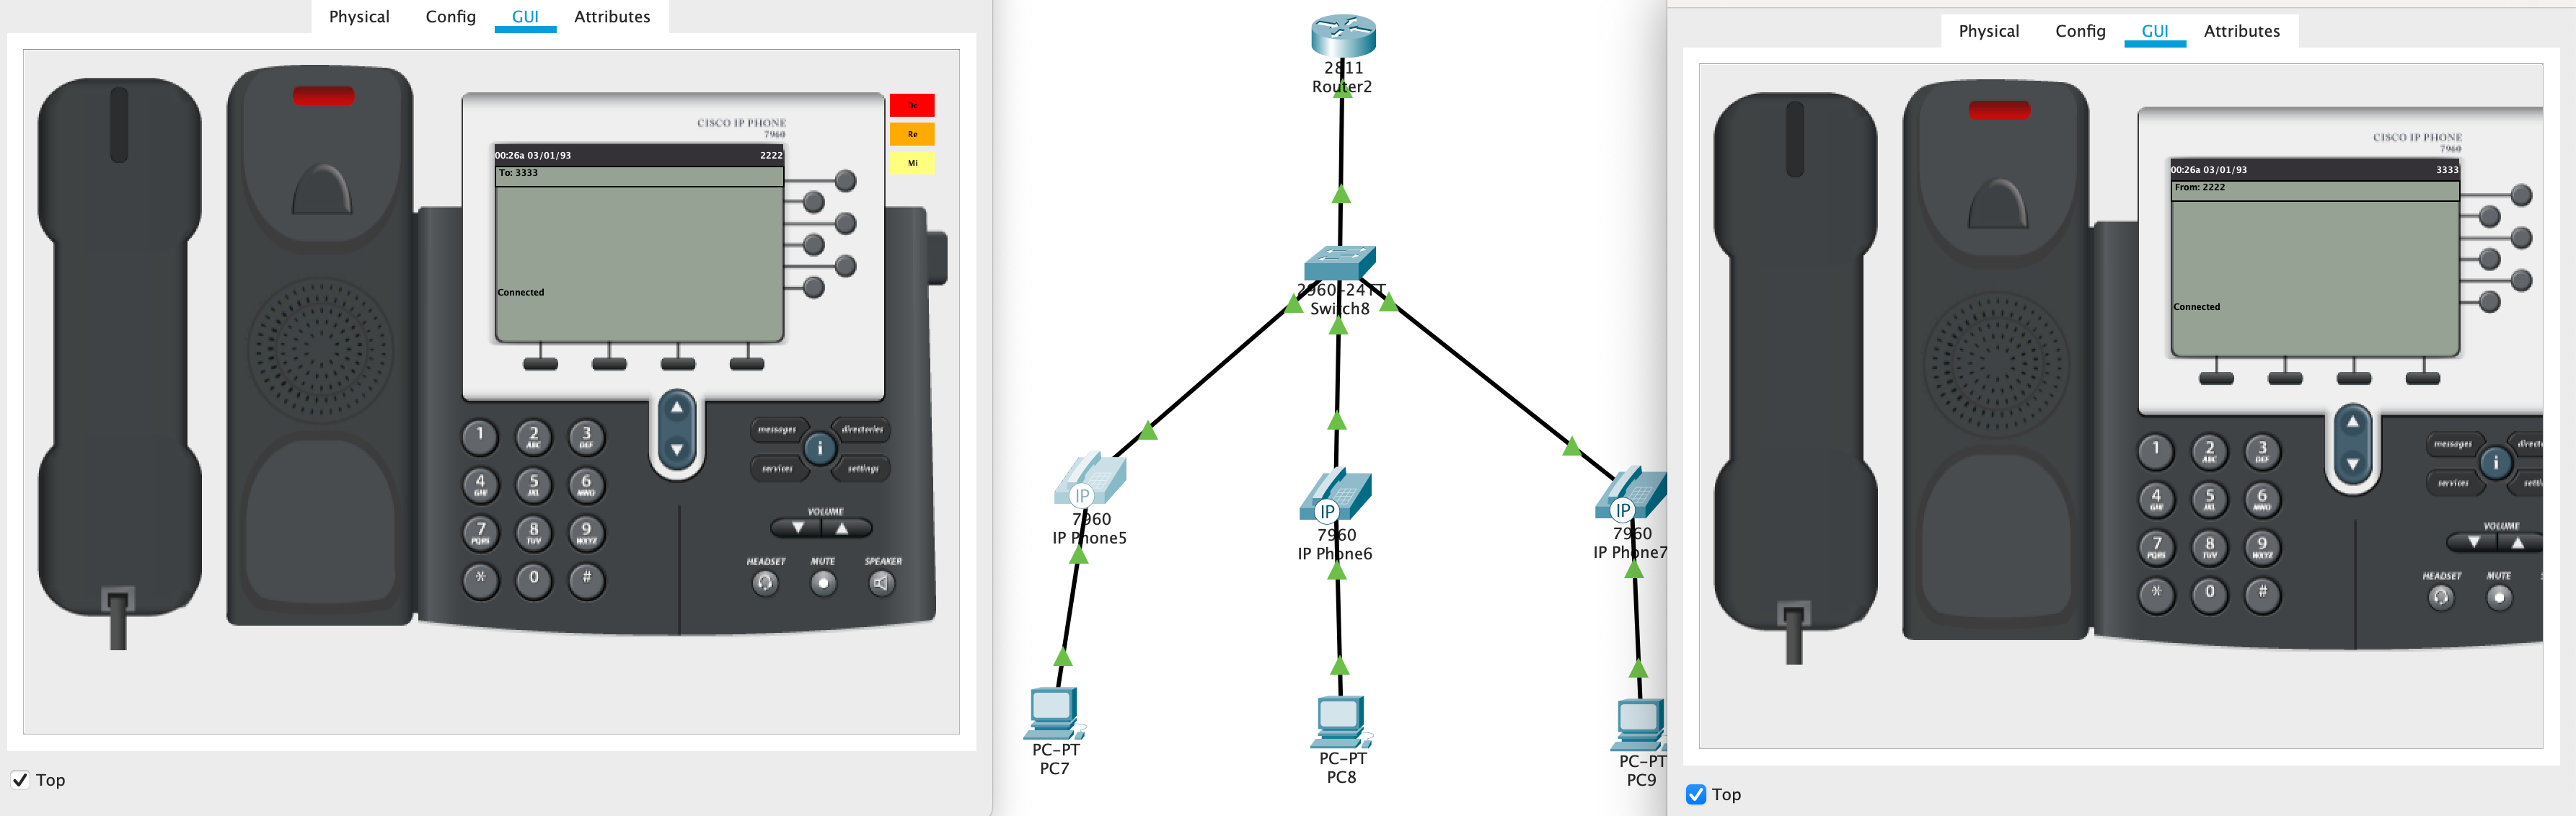 Physical Config GUI Attributes
CISCO IP PHONE
7960
Do
Re
Mi
00:26a 03/01/93 2222
To: 3333
Connected
1 2 ABC 3 DEF
4 GHI 5 JKL 6 MNO
7 PQRS 8 TUV 9 WXYZ
* 0 #
messages directories
i
services settings
VOLUME
HEADSET MUTE SPEAKER
Top
2811
Router2
2960-24TT
Switch8
IP
7960
IP Phone5
IP
7960
IP Phone6
IP
7960
IP Phone7
PC-PT
PC7
PC-PT
PC8
PC-PT
PC9
Physical Config GUI Attributes
CISCO IP PHONE
7960
00:26a 03/01/93 3333
From: 2222
Connected
1 2 ABC 3 DEF
4 GHI 5 JKL 6 MNO
7 PQRS 8 TUV 9 WXYZ
* 0 #
messages
i
services
VOLUME
HEADSET MUTE
Top